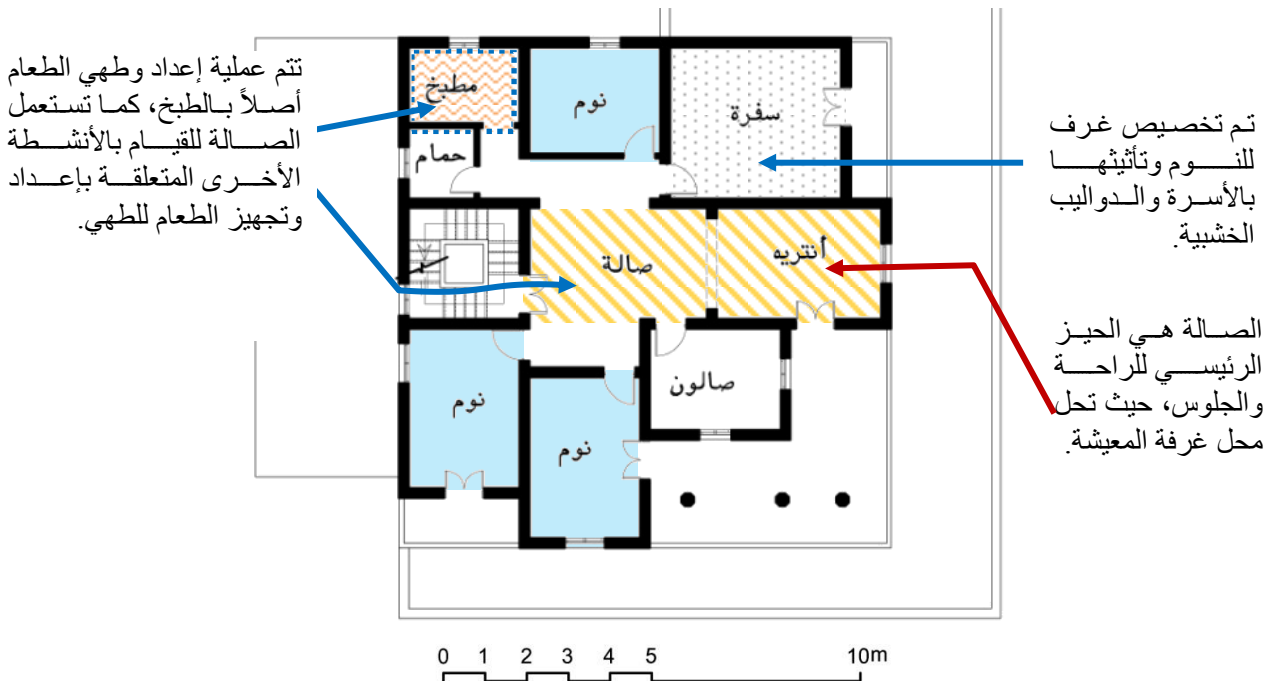 تتم عملية إعداد وطهي الطعام
أصلاً بالطبخ، كما تستعمل
الصالة للقيام بالأنشطة
الأخرى المتعلقة بإعداد
وتجهيز الطعام للطهي.
مطبخ
نوم
سفرة
حمام
تم تخصيص غرف
للنوم وتأثيثها
بالأسرة والدواليب
الخشبية.
صالة
أنتريه
الصالة هي الحيز
الرئيسي للراحة
والجلوس، حيث تحل
محل غرفة المعيشة.
نوم
نوم
صالون
0 1 2 3 4 5 10m